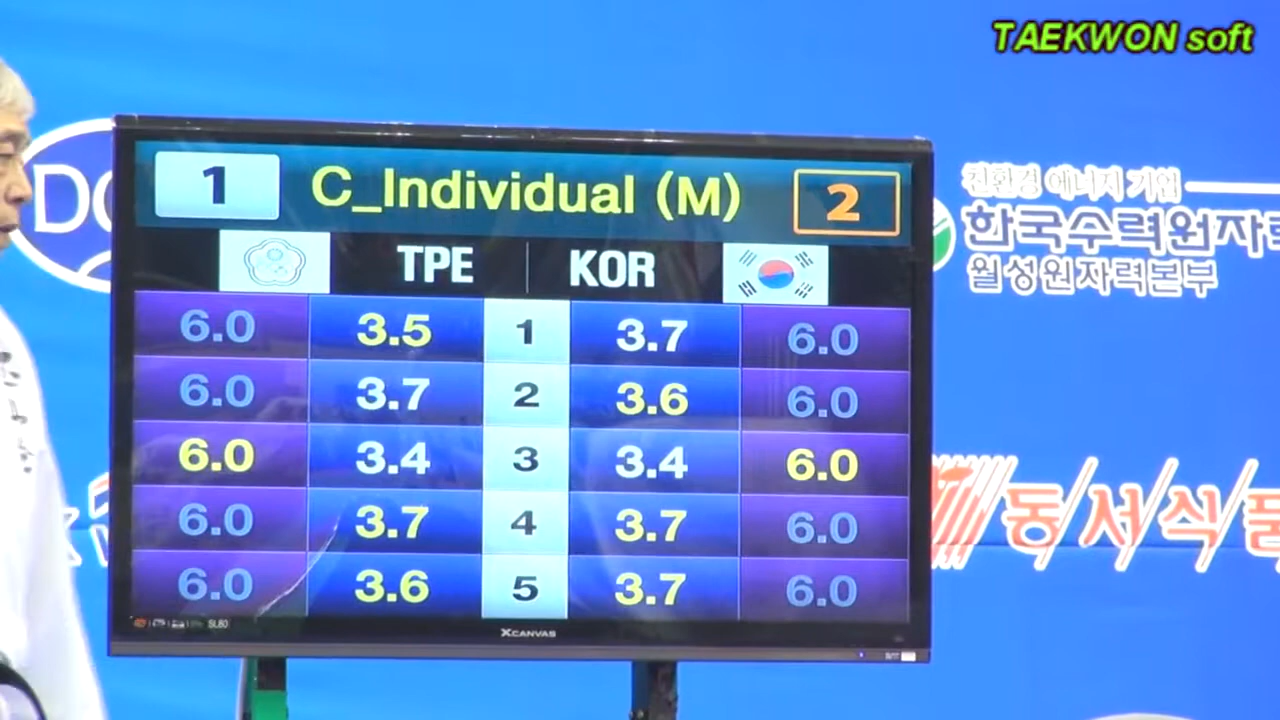 TAEKWON soft
1 C_Individual (M) 2
TPE KOR
6.0 3.5 1 3.7 6.0
6.0 3.7 2 3.6 6.0
6.0 3.4 3 3.4 6.0
6.0 3.7 4 3.7 6.0
6.0 3.6 5 3.7 6.0
SL80
XCANVAS
친환경 에너지 기업
한국수력원자력
월성원자력본부
동서식품